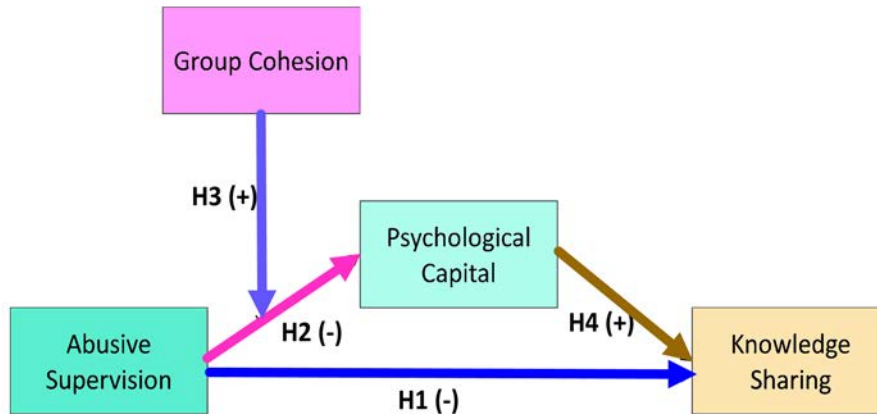 Group Cohesion
H3 (+)
Psychological
Capital
H2 (-)
H4 (+)
Abusive
Supervision
Knowledge
Sharing
H1 (-)